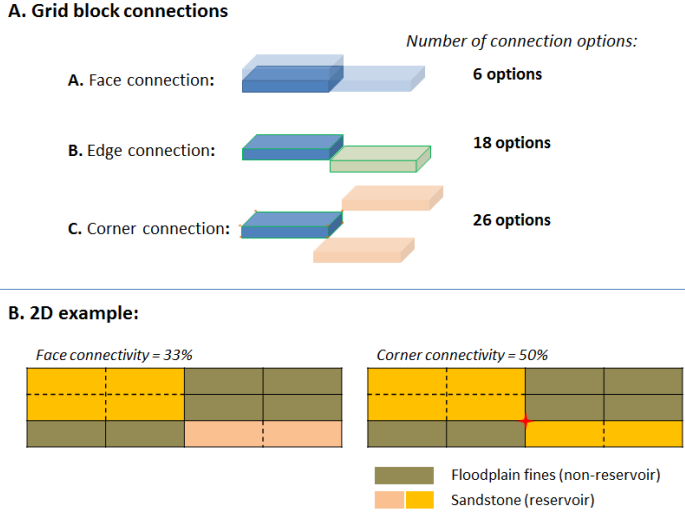 A. Grid block connections
Number of connection options:
A. Face connection: 6 options
B. Edge connection: 18 options
C. Corner connection: 26 options
B. 2D example:
Face connectivity = 33% Corner connectivity = 50%
Floodplain fines (non-reservoir)
Sandstone (reservoir)